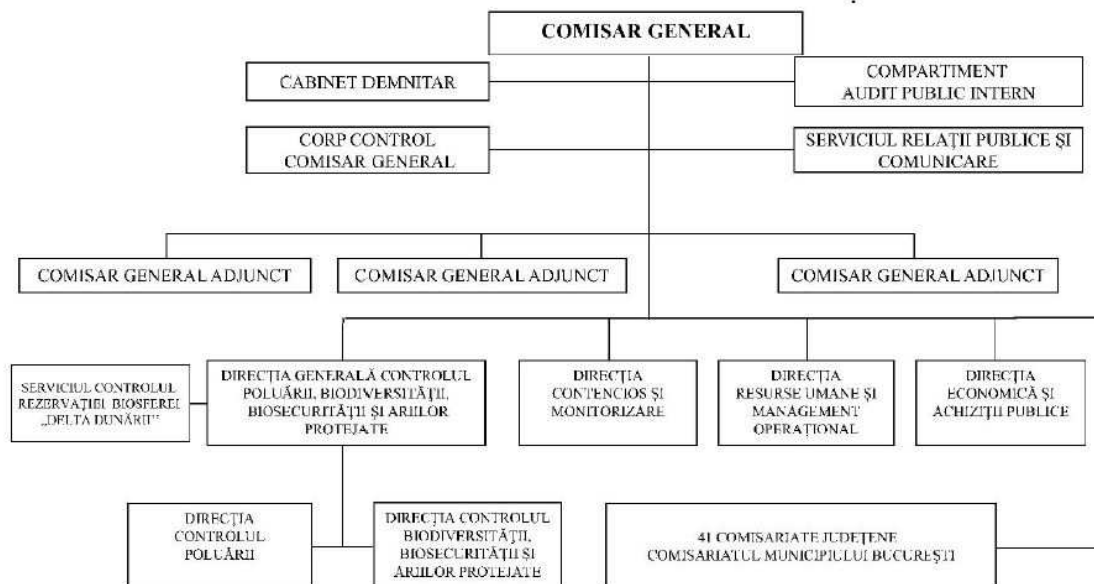 COMISAR GENERAL
CABINET DEMNITAR
COMPARTIMENT
AUDIT PUBLIC INTERN
CORP CONTROL
COMISAR GENERAL
SERVICIUL RELAȚII PUBLICE ȘI
COMUNICARE
COMISAR GENERAL ADJUNCT
COMISAR GENERAL ADJUNCT
COMISAR GENERAL ADJUNCT
SERVICIUL CONTROLUL
REZERVAȚIEI BIOSFEREI
„DELTA DUNĂRII”
DIRECȚIA GENERALĂ CONTROLUL
POLUĂRII, BIODIVERSITĂȚII,
BIOSECURITĂȚII ȘI ARIILOR
PROTEJATE
DIRECȚIA
CONTENCIOS ȘI
MONITORIZARE
DIRECȚIA
RESURSE UMANE ȘI
MANAGEMENT
OPERAȚIONAL
DIRECȚIA
ECONOMICĂ ȘI
ACHIZIȚII PUBLICE
DIRECȚIA
CONTROLUL
POLUĂRII
DIRECȚIA CONTROLUL
BIODIVERSITĂȚII,
BIOSECURITĂȚII ȘI
ARIILOR PROTEJATE
41 COMISARIATE JUDEȚENE
COMISARIATUL MUNICIPIULUI BUCUREȘTI